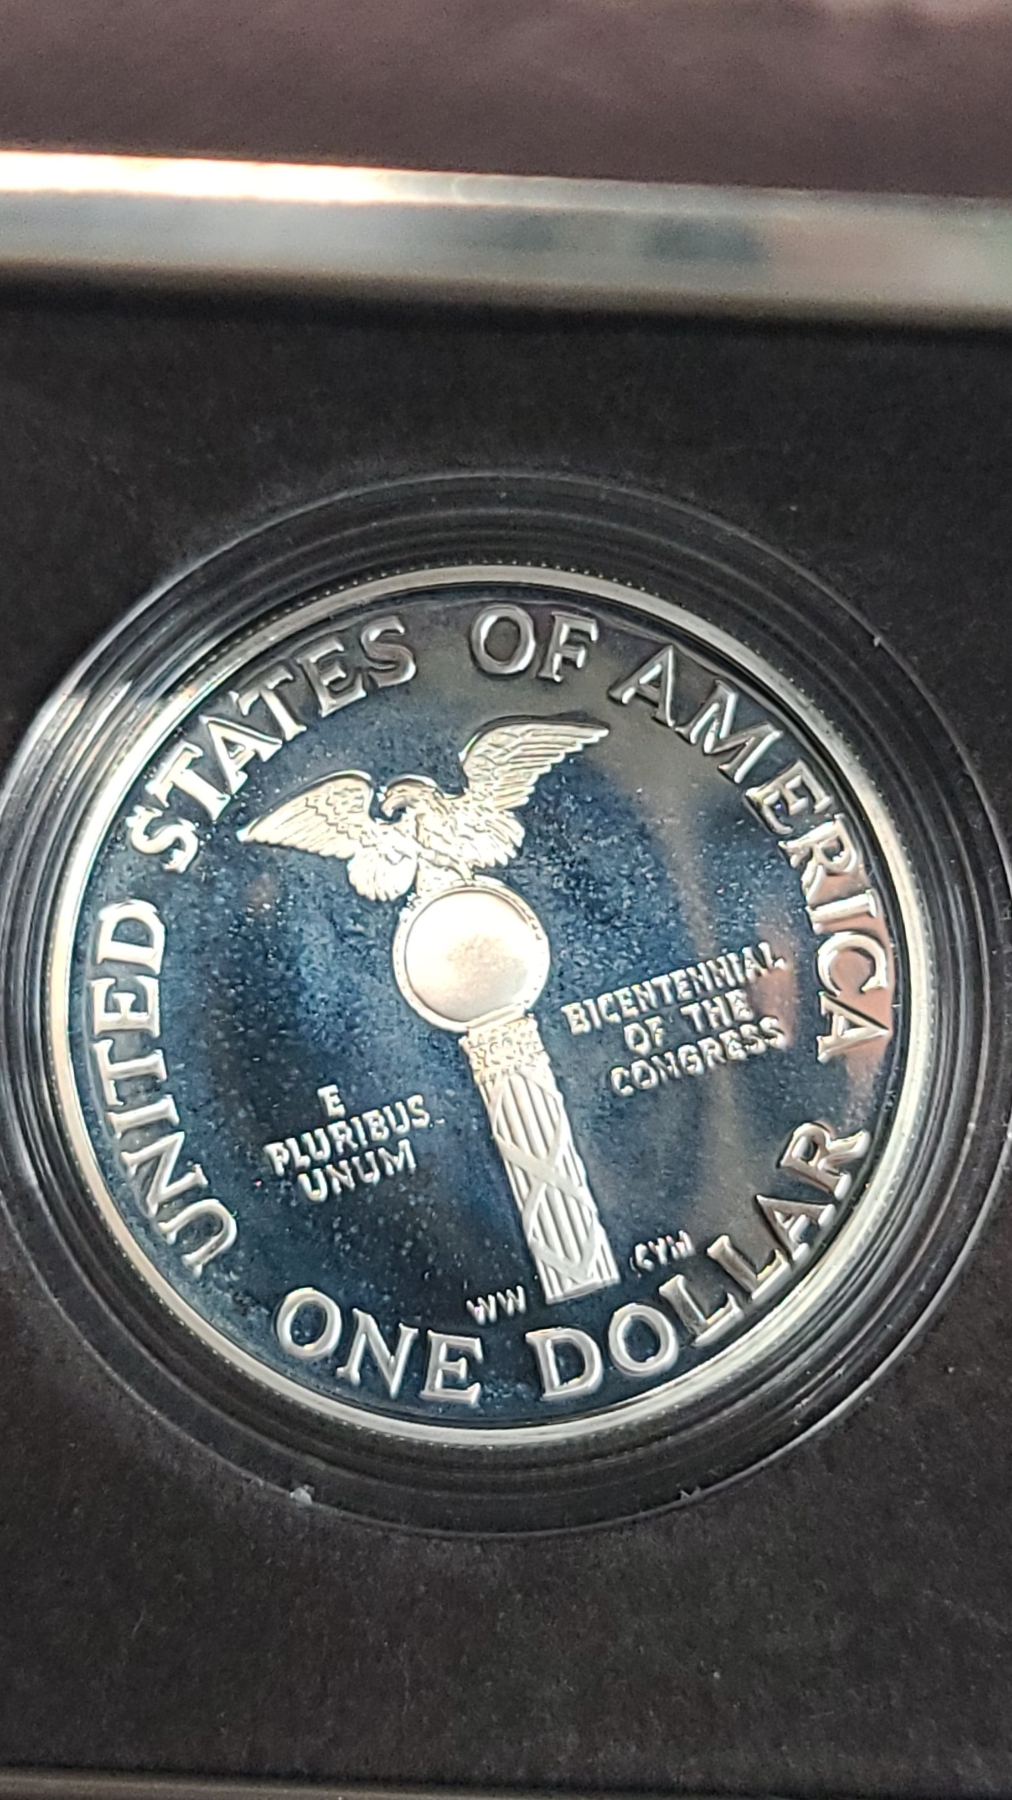 UNITED STATES OF AMERICA
E
PLURIBUS
UNUM
BICENTENNIAL
OF THE
CONGRESS
WW
CYM
ONE DOLLAR